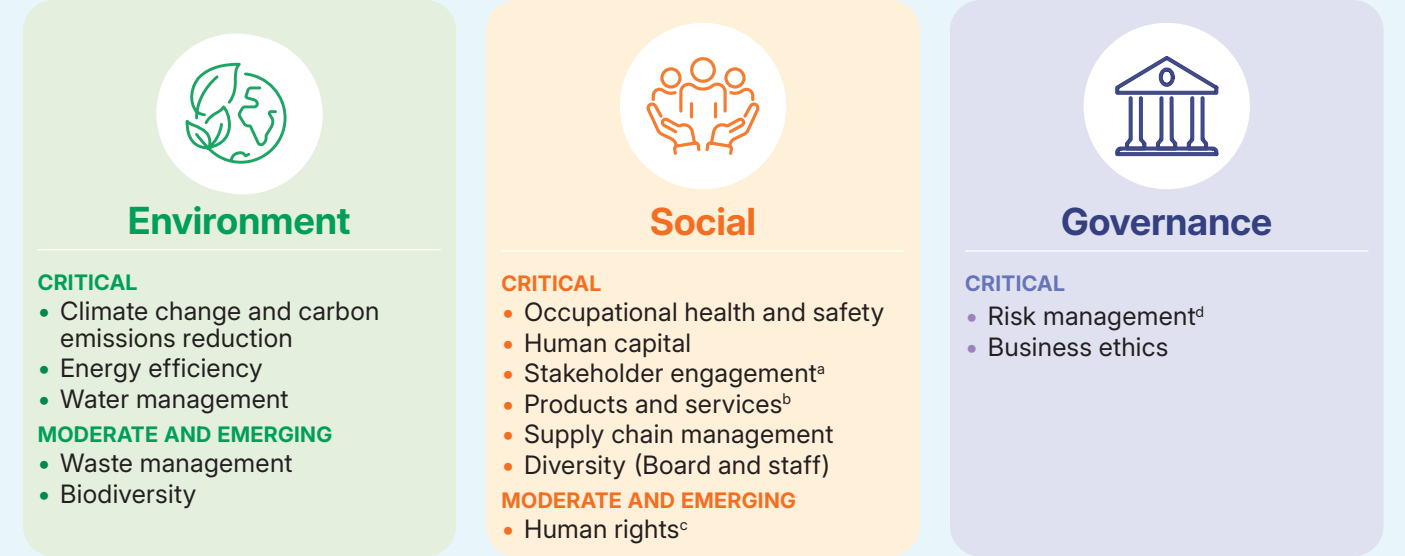 Environment
CRITICAL
• Climate change and carbon
emissions reduction
• Energy efficiency
• Water management
MODERATE AND EMERGING
• Waste management
• Biodiversity
Social
CRITICAL
• Occupational health and safety
• Human capital
• Stakeholder engagementᵃ
• Products and servicesᵇ
• Supply chain management
• Diversity (Board and staff)
MODERATE AND EMERGING
• Human rightsᶜ
Governance
CRITICAL
• Risk managementᵈ
• Business ethics